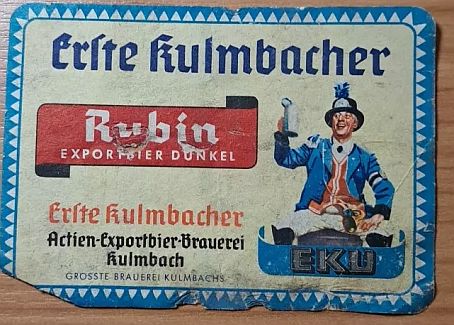 Erſte Kulmbacher
Rubin
EXPORTBIER DUNKEL
Erſte Kulmbacher
Actien-Exportbier-Brauerei
Kulmbach
GROSSTE BRAUEREI KULMBACHS
EKU